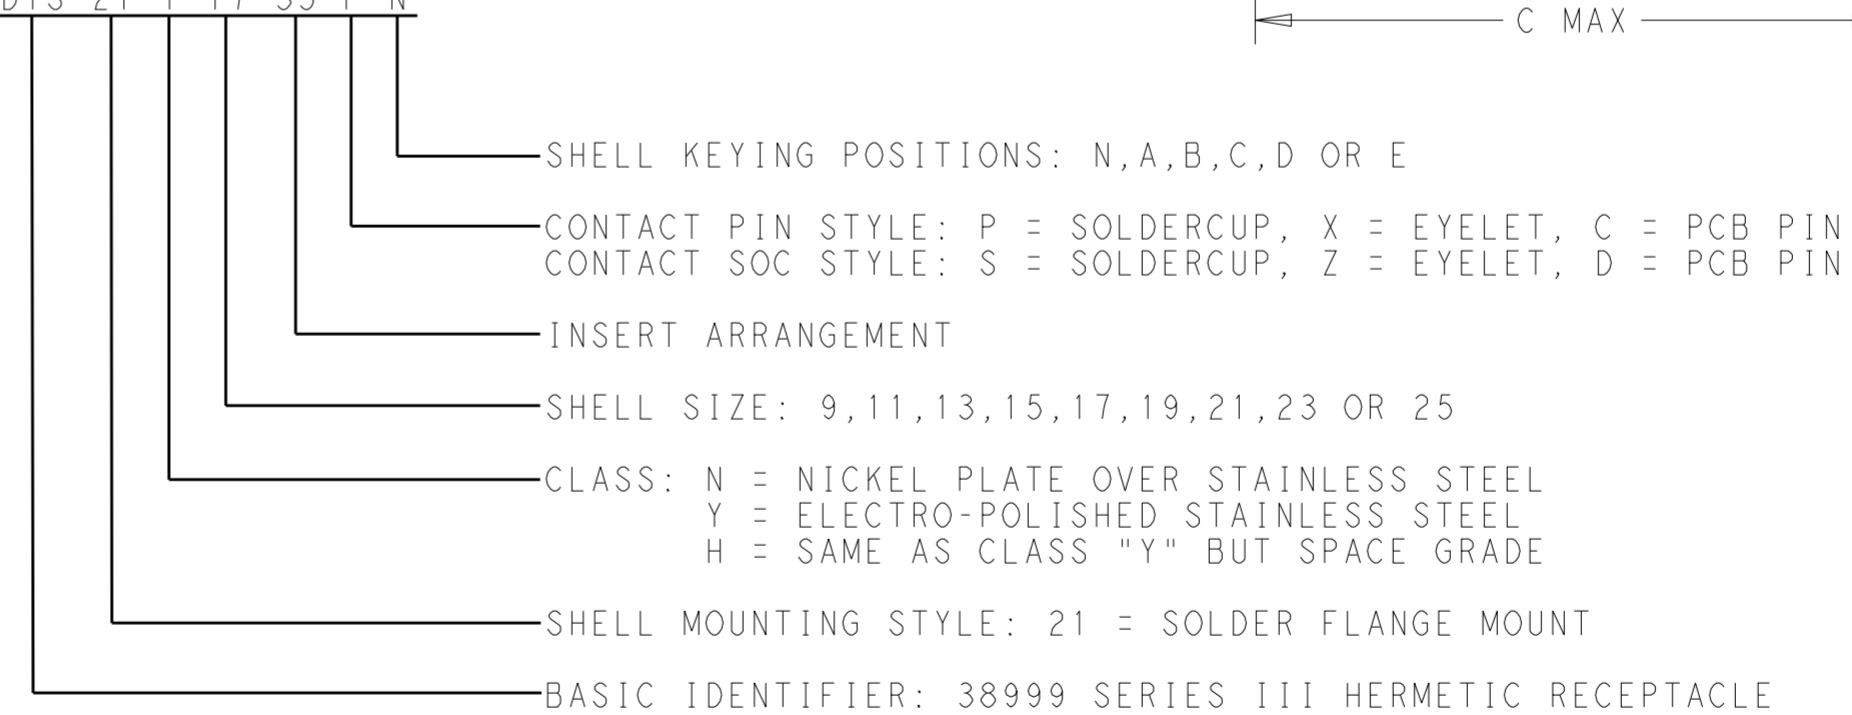 C MAX
SHELL KEYING POSITIONS: N,A,B,C,D OR E
CONTACT PIN STYLE: P = SOLDERCUP, X = EYELET, C = PCB PIN
CONTACT SOC STYLE: S = SOLDERCUP, Z = EYELET, D = PCB PIN
INSERT ARRANGEMENT
SHELL SIZE: 9,11,13,15,17,19,21,23 OR 25
CLASS: N = NICKEL PLATE OVER STAINLESS STEEL
Y = ELECTRO-POLISHED STAINLESS STEEL
H = SAME AS CLASS "Y" BUT SPACE GRADE
SHELL MOUNTING STYLE: 21 = SOLDER FLANGE MOUNT
BASIC IDENTIFIER: 38999 SERIES III HERMETIC RECEPTACLE